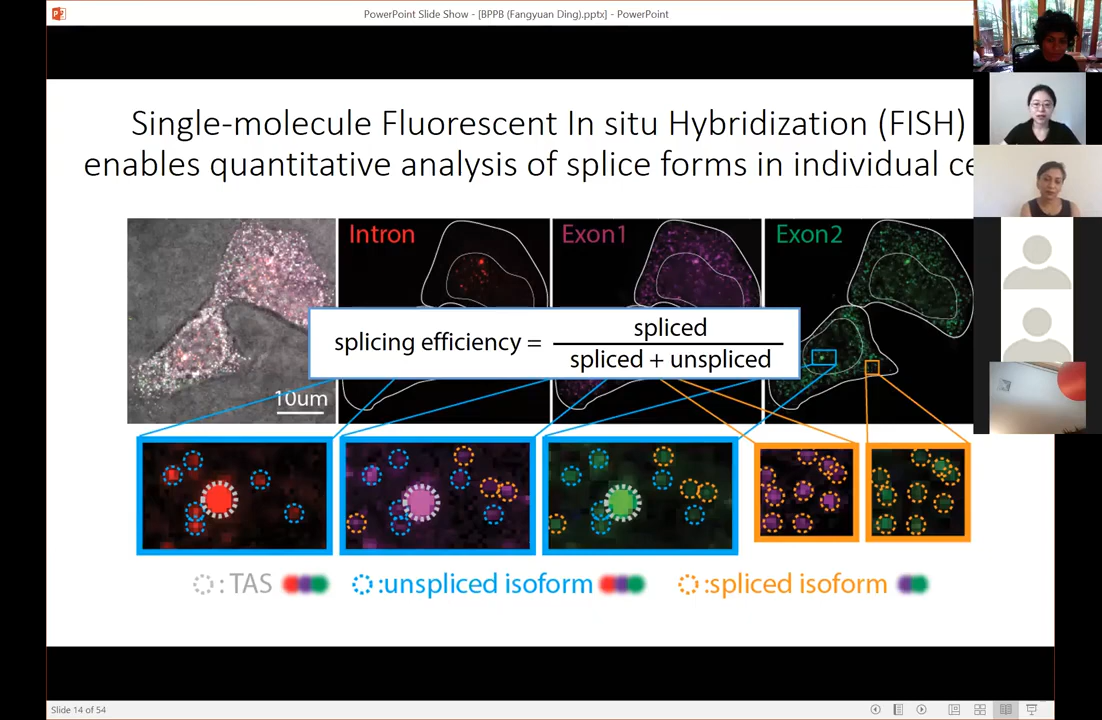 PowerPoint Slide Show - [BPPB (Fangyuan Ding).pptx] - PowerPoint
Single-molecule Fluorescent In situ Hybridization (FISH)
enables quantitative analysis of splice forms in individual ce
Intron
Exon1
Exon2
splicing efficiency = spliced
spliced + unspliced
10um
: TAS
:unspliced isoform
:spliced isoform
Slide 14 of 54